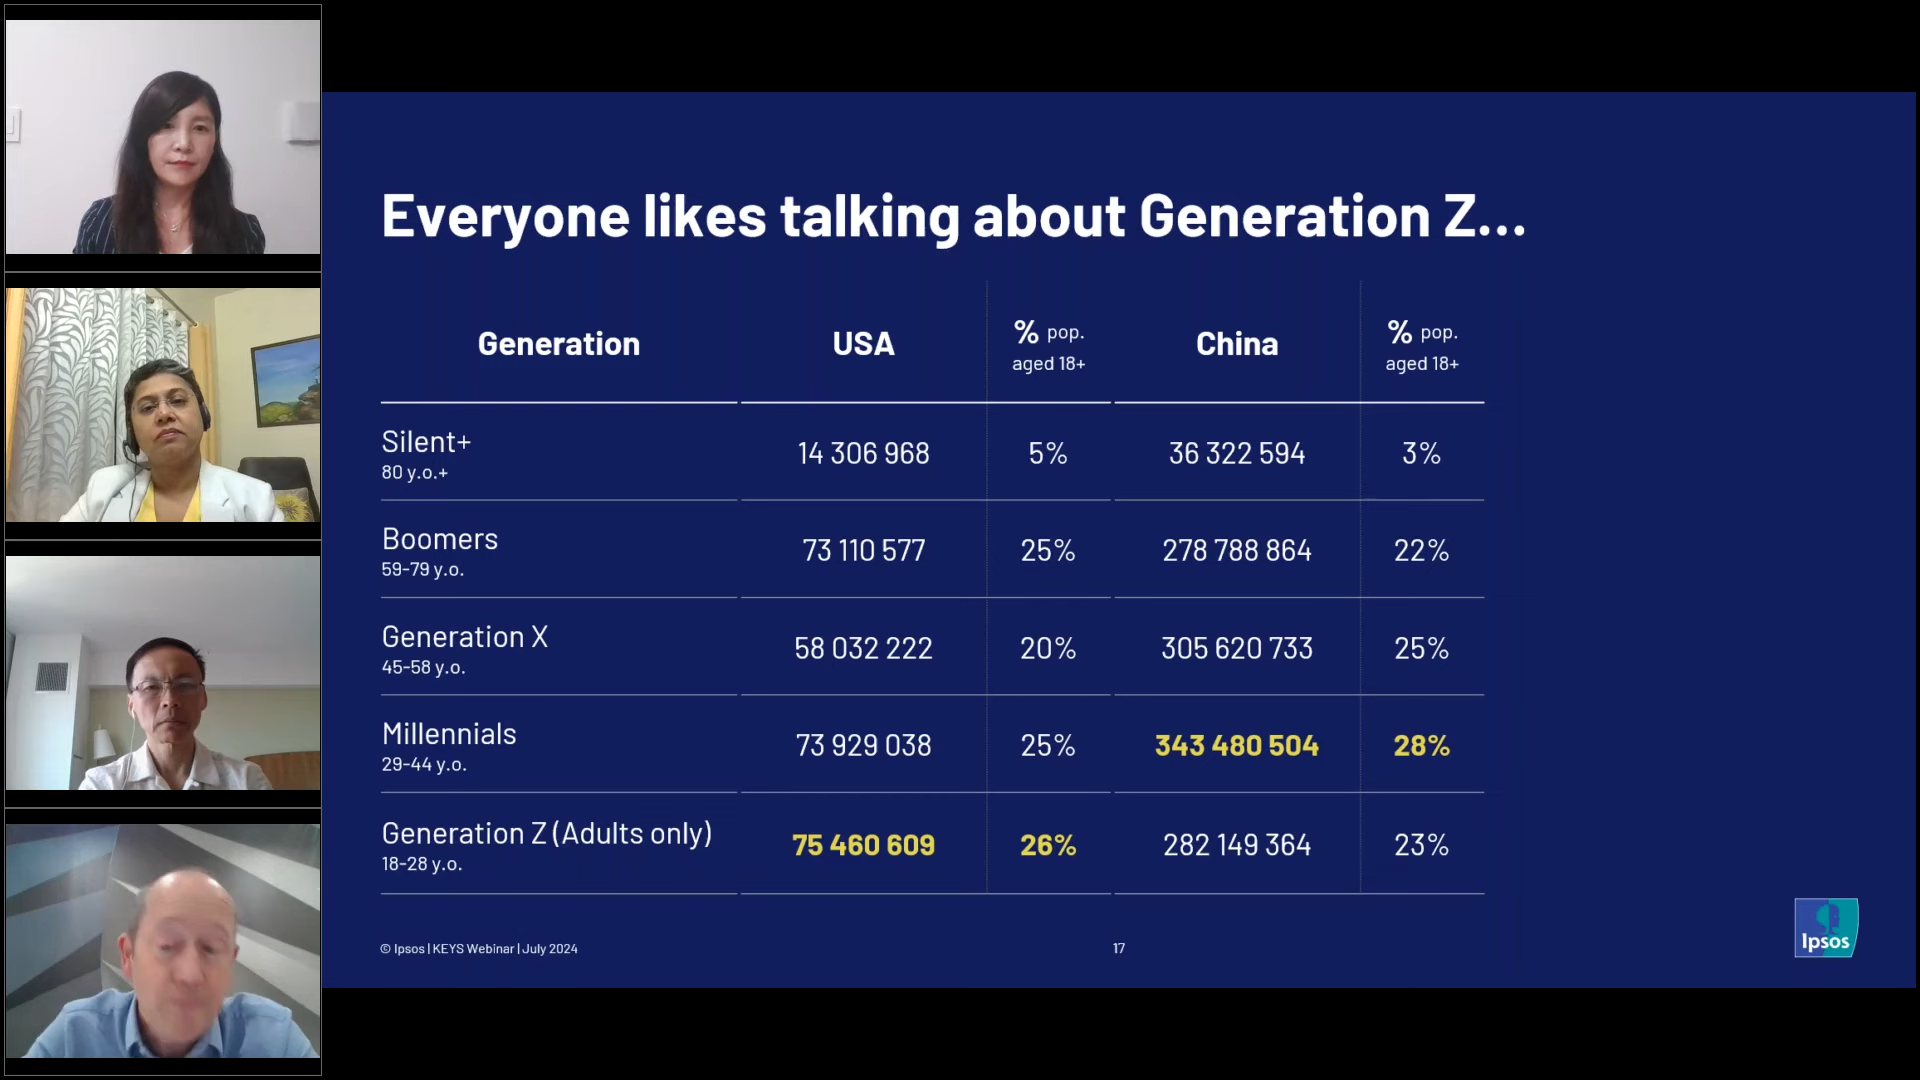 Everyone likes talking about Generation Z...
Generation USA % pop. aged 18+ China % pop. aged 18+
Silent+ 14 306 968 5% 36 322 594 3%
80 y.o.+
Boomers 73 110 577 25% 278 788 864 22%
59-79 y.o.
Generation X 58 032 222 20% 305 620 733 25%
45-58 y.o.
Millennials 73 929 038 25% 343 480 504 28%
29-44 y.o.
Generation Z (Adults only) 75 460 609 26% 282 149 364 23%
18-28 y.o.
© Ipsos | KEYS Webinar | July 2024 17
Ipsos